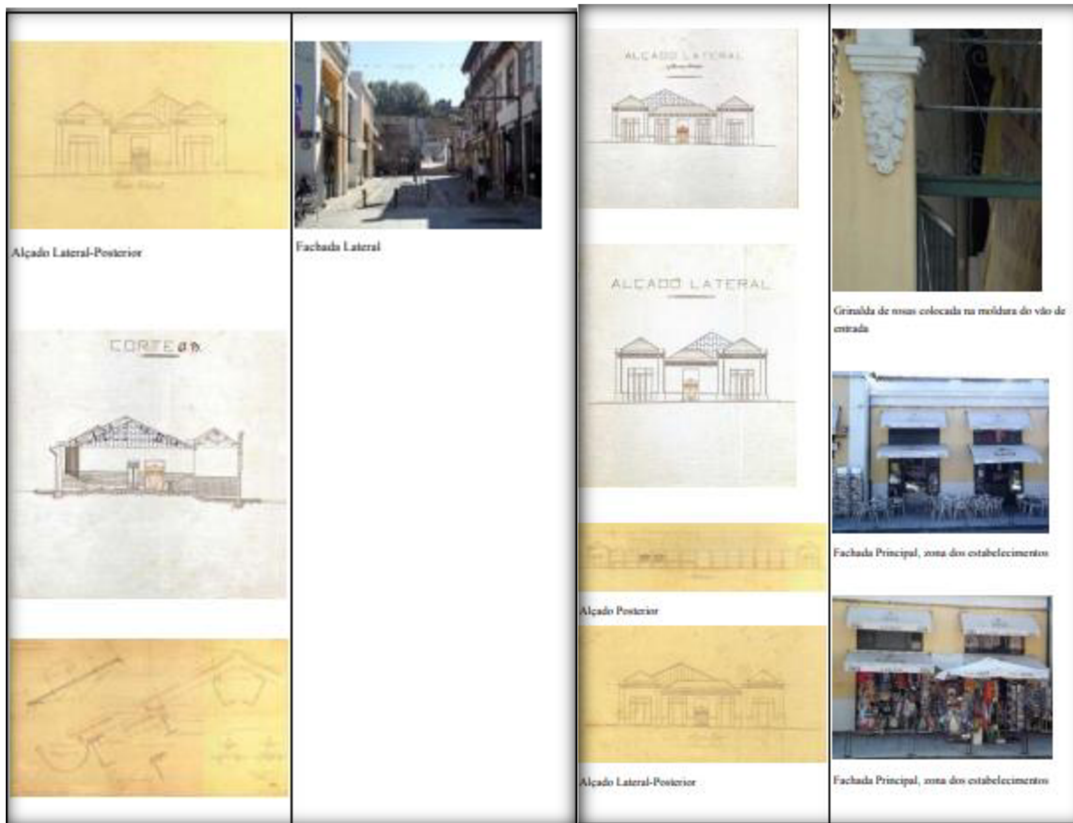 Alçado Lateral-Posterior
CORTE
Fachada Lateral
ALÇADO LATERAL
ALÇADO LATERAL
Alçado Posterior
Alçado Lateral-Posterior
Grinalda de rosas colocada na moldura do vão de
entrada
Fachada Principal, zona dos estabelecimentos
Fachada Principal, zona dos estabelecimentos